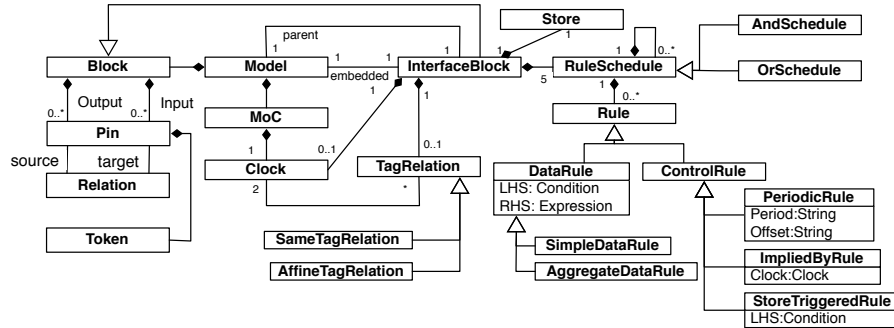 Store
AndSchedule
parent
1
1
1
1
1
0..*
Block
Model
1
1
InterfaceBlock
RuleSchedule
OrSchedule
embedded
1
1
5
1
Output
Input
0..*
0..*
MoC
0..*
Rule
Pin
source
target
1
0..1
0..1
Clock
TagRelation
DataRule
ControlRule
Relation
2
*
LHS: Condition
RHS: Expression
PeriodicRule
Period:String
Offset:String
Token
SameTagRelation
SimpleDataRule
ImpliedByRule
AffineTagRelation
AggregateDataRule
Clock:Clock
StoreTriggeredRule
LHS:Condition